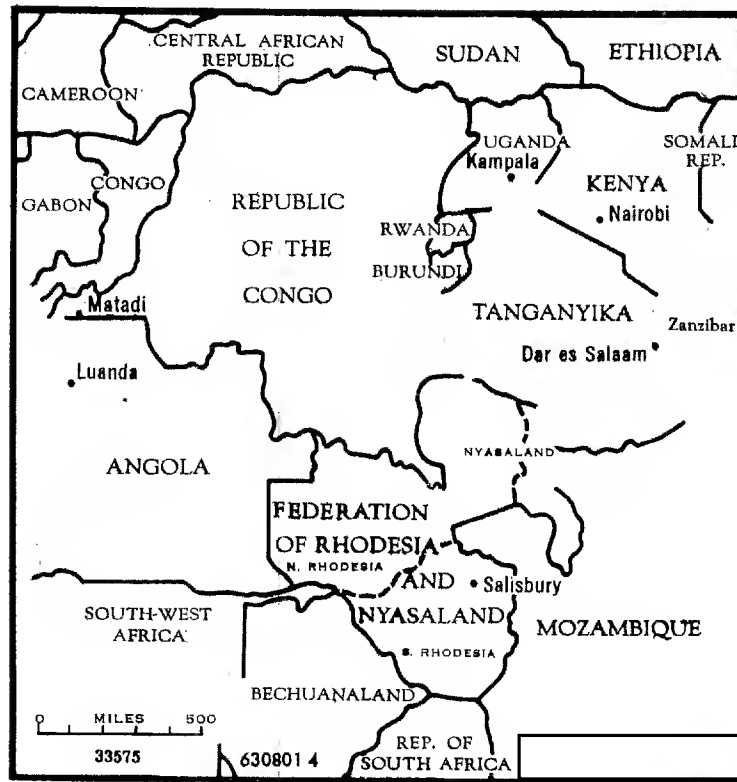 CENTRAL AFRICAN
REPUBLIC
SUDAN
ETHIOPIA
CAMEROON
UGANDA
Kampala
SOMALI
REP.
CONGO
GABON
KENYA
Nairobi
REPUBLIC
OF THE
CONGO
RWANDA
BURUNDI
Matadi
TANGANYIKA
Zanzibar
Dar es Salaam
Luanda
NYASALAND
ANGOLA
FEDERATION
OF RHODESIA
N. RHODESIA
AND
NYASALAND
Salisbury
S. RHODESIA
SOUTH-WEST
AFRICA
MOZAMBIQUE
BECHUANALAND
0 MILES 500
REP. OF
SOUTH AFRICA
33575
630801 4